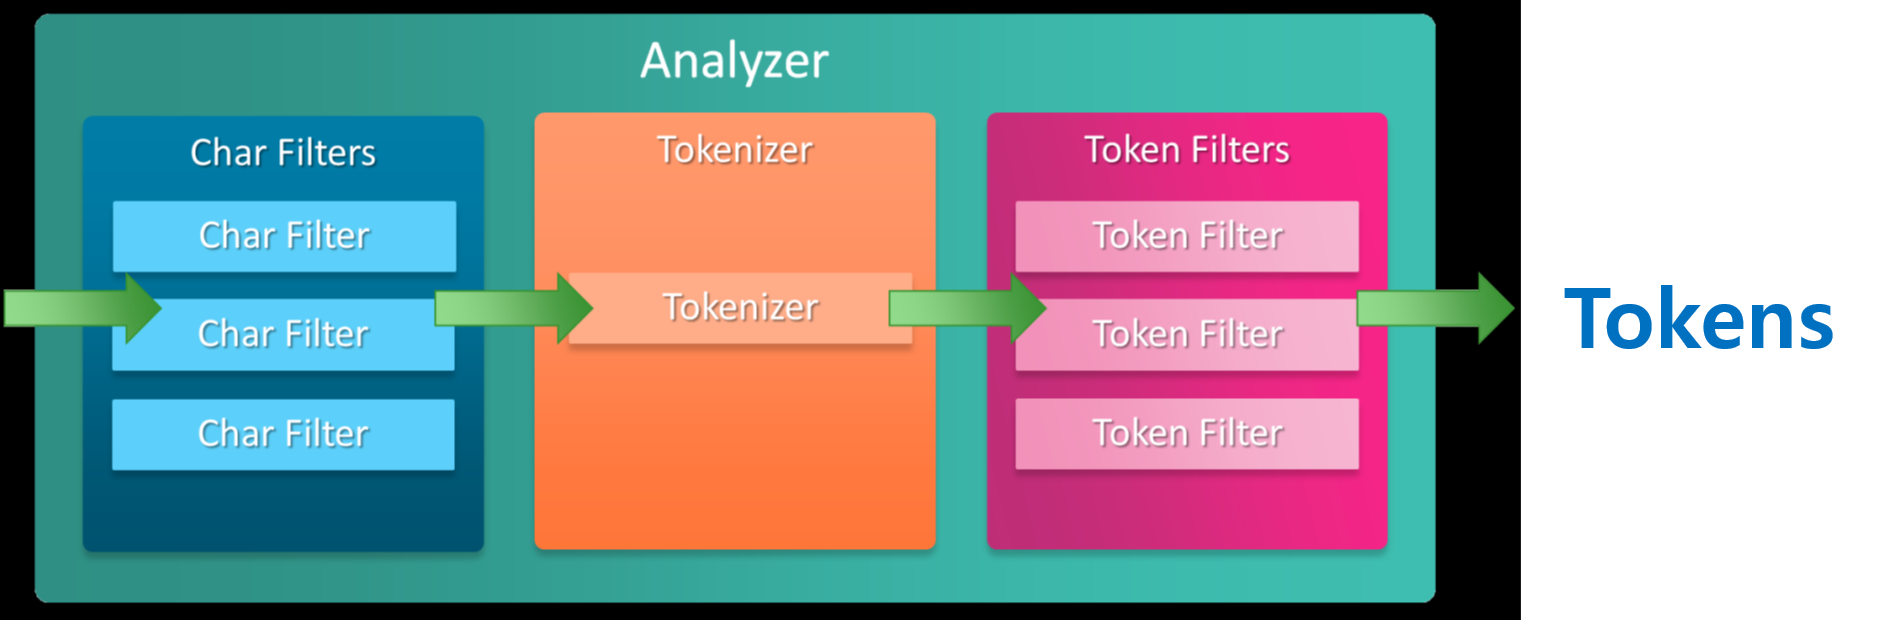 Analyzer
Char Filters
Char Filter
Char Filter
Char Filter
Tokenizer
Tokenizer
Token Filters
Token Filter
Token Filter
Token Filter
Tokens